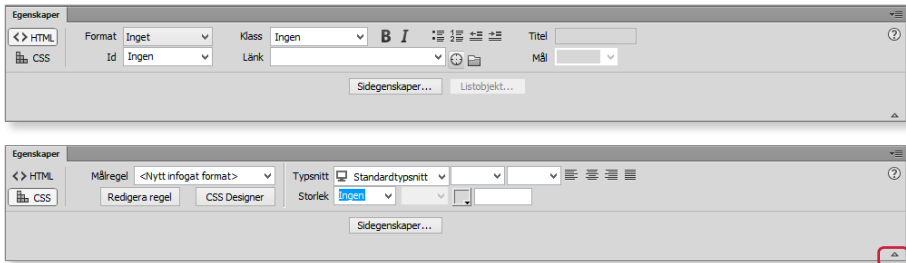 Egenskaper
<> HTML Format Inget Klass Ingen B I Titel
CSS Id Ingen Länk Mål
Sidegenskaper... Listobjekt...
Egenskaper
<> HTML Målregel <Nytt infogat format> Typsnitt Standardtypsnitt
CSS Redigera regel CSS Designer Storlek Ingen
Sidegenskaper...